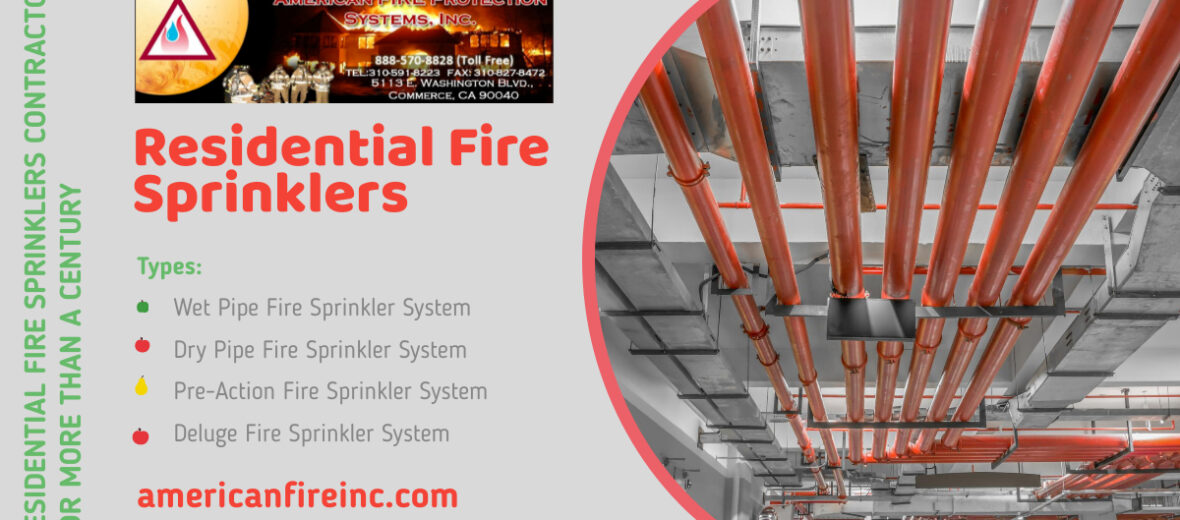 AMERICAN FIRE PROTECTION
SYSTEMS, INC.
888-570-8828 (Toll Free)
TEL:310-591-8223 FAX: 310-827-8472
5113 E. WASHINGTON BLVD.,
COMMERCE, CA 90040
Residential Fire
Sprinklers
Types:
Wet Pipe Fire Sprinkler System
Dry Pipe Fire Sprinkler System
Pre-Action Fire Sprinkler System
Deluge Fire Sprinkler System
americanfireinc.com
ESIDENTIAL FIRE SPRINKLERS CONTRACTO
OR MORE THAN A CENTURY